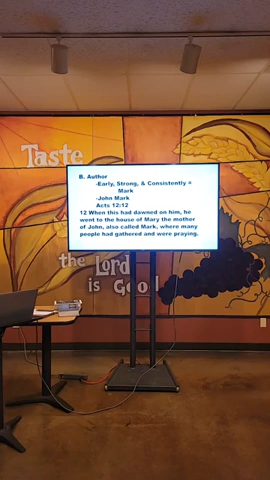 Taste
B. Author
-Early, Strong, & Consistently =
Mark
-John Mark
Acts 12:12
12 When this had dawned on him, he
went to the house of Mary the mother
of John, also called Mark, where many
people had gathered and were praying.
the Lord
is Good